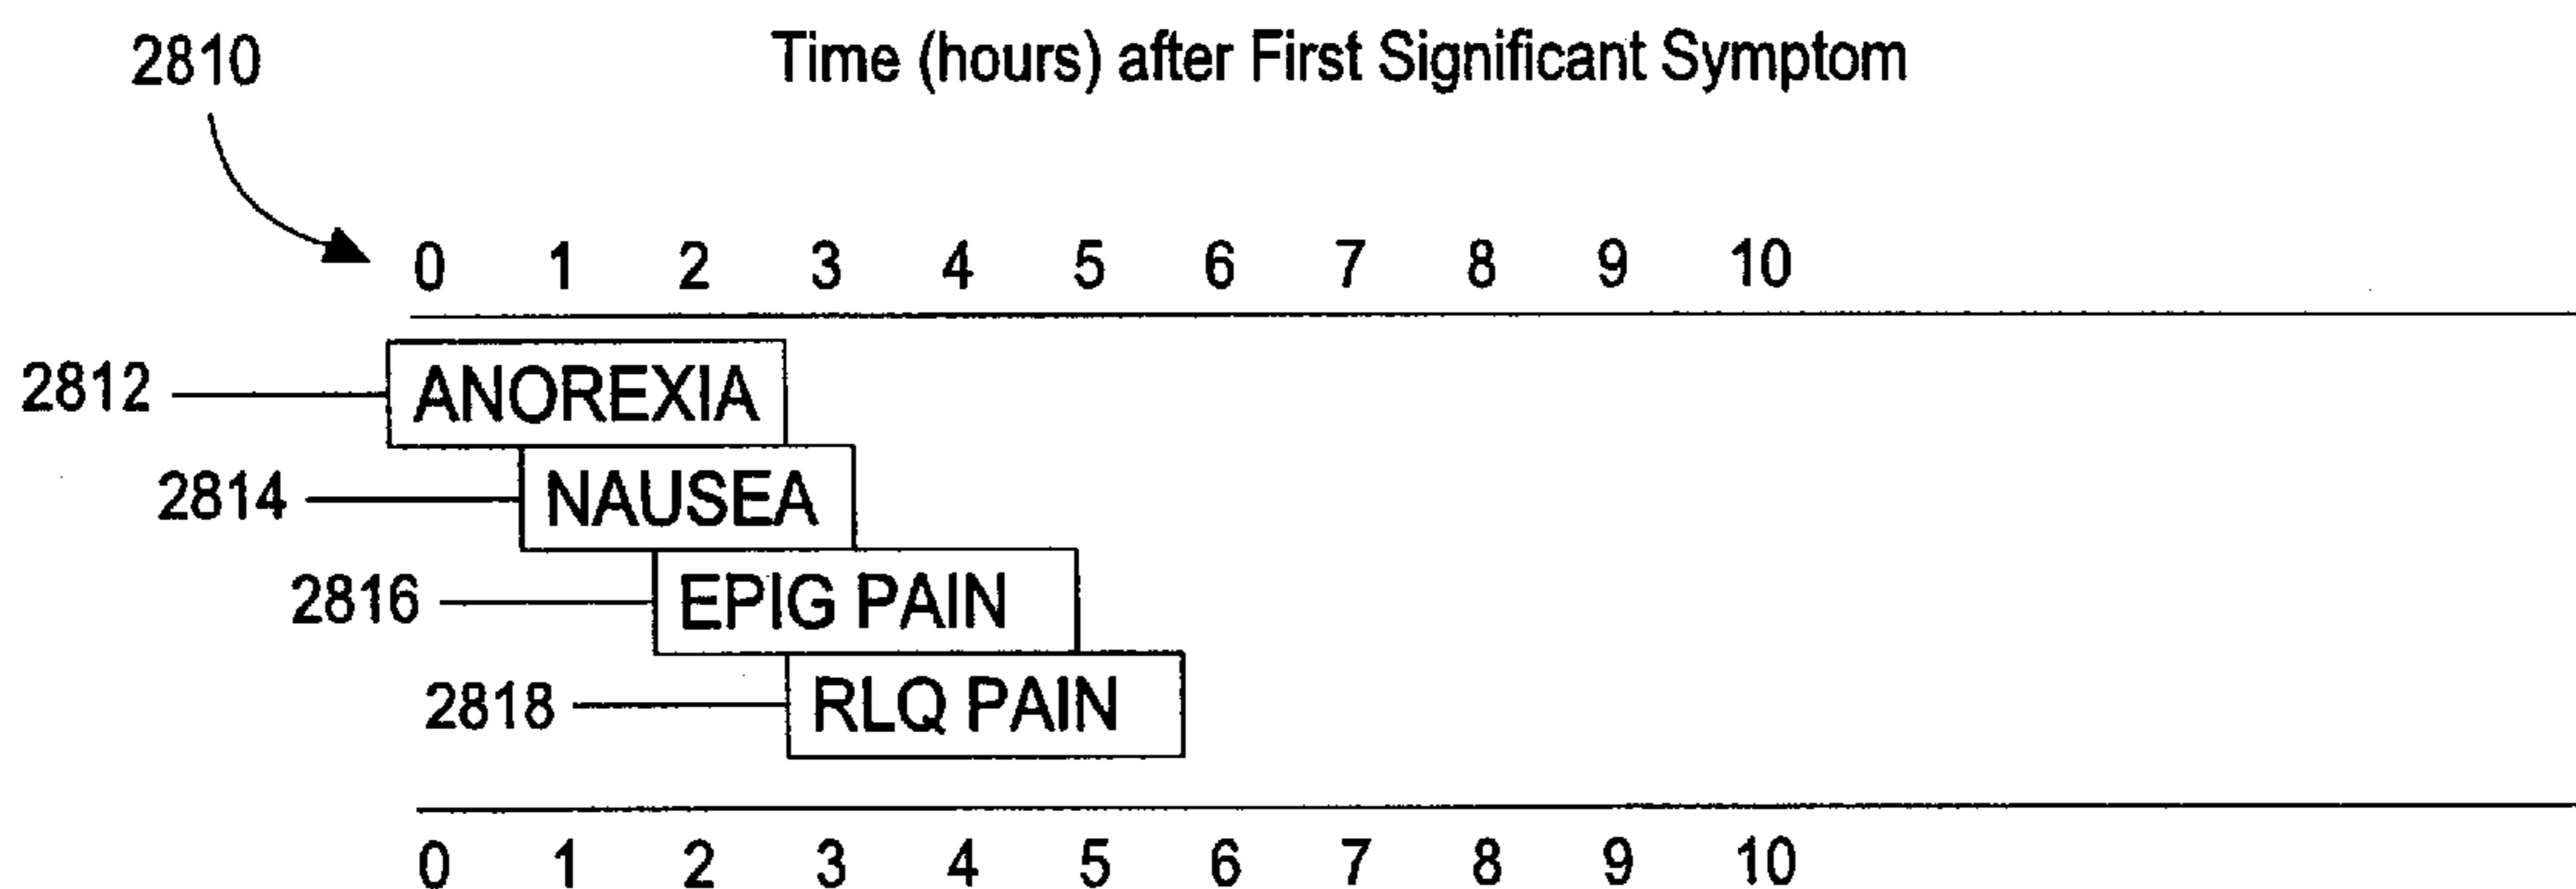 2810 Time (hours) after First Significant Symptom
0 1 2 3 4 5 6 7 8 9 10
2812 ANOREXIA
2814 NAUSEA
2816 EPIG PAIN
2818 RLQ PAIN
0 1 2 3 4 5 6 7 8 9 10